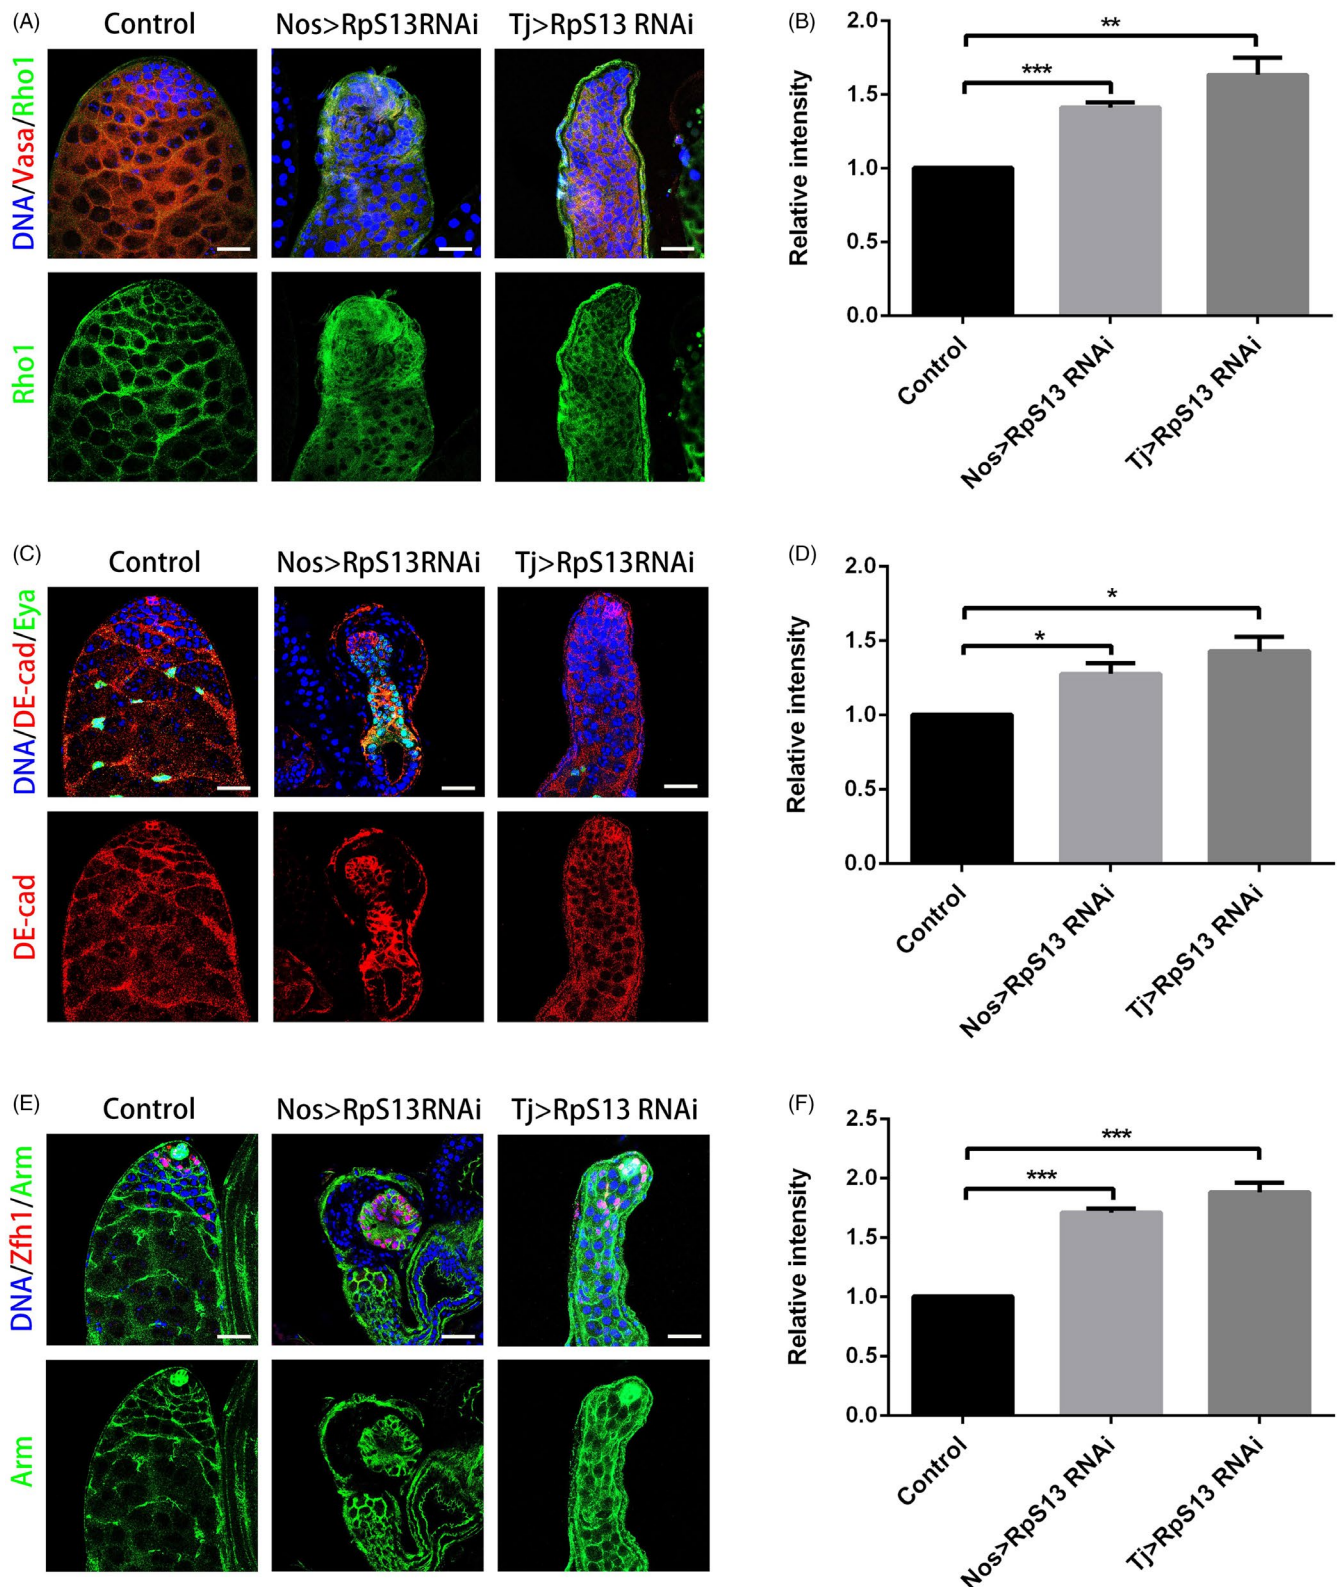 (A)
Control
Nos>RpS13RNAi
Tj>RpS13 RNAi
DNA/Vasa/Rho1
Rho1
(B)
Relative intensity
2.0
1.5
1.0
0.5
0.0
***
**
Control
Nos>RpS13 RNAi
Tj>RpS13 RNAi
(C)
Control
Nos>RpS13RNAi
Tj>RpS13RNAi
DNA/DE-cad/Eya
DE-cad
(D)
Relative intensity
2.0
1.5
1.0
0.5
0.0
*
*
Control
Nos>RpS13 RNAi
Tj>RpS13 RNAi
(E)
Control
Nos>RpS13RNAi
Tj>RpS13 RNAi
DNA/Zfh1/Arm
Arm
(F)
Relative intensity
2.5
2.0
1.5
1.0
0.5
0.0
***
***
Control
Nos>RpS13 RNAi
Tj>RpS13 RNAi